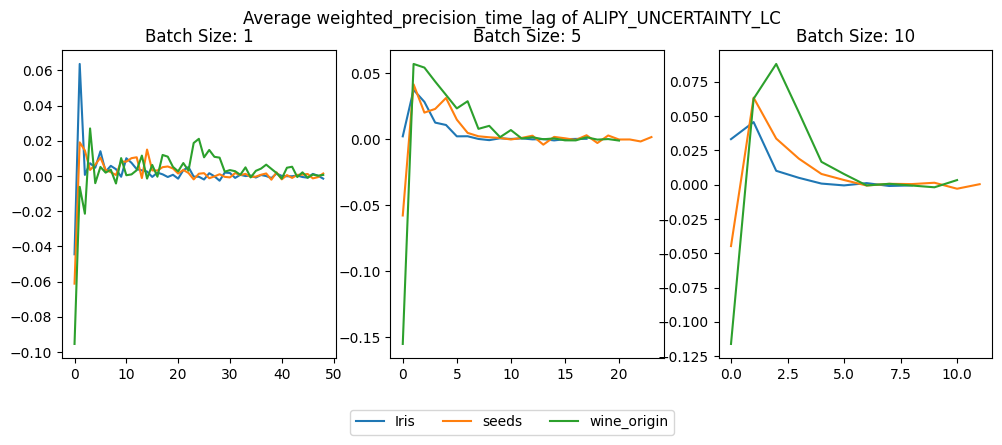 Average weighted_precision_time_lag of ALIPY_UNCERTAINTY_LC
Batch Size: 1
0.06
0.04
0.02
0.00
−0.02
−0.04
−0.06
−0.08
−0.10
0 10 20 30 40 50
Batch Size: 5
0.05
0.00
−0.05
−0.10
−0.15
0 5 10 15 20
Batch Size: 10
0.075
0.050
0.025
0.000
−0.025
−0.050
−0.075
−0.100
−0.125
0.0 2.5 5.0 7.5 10.0
Iris seeds wine_origin